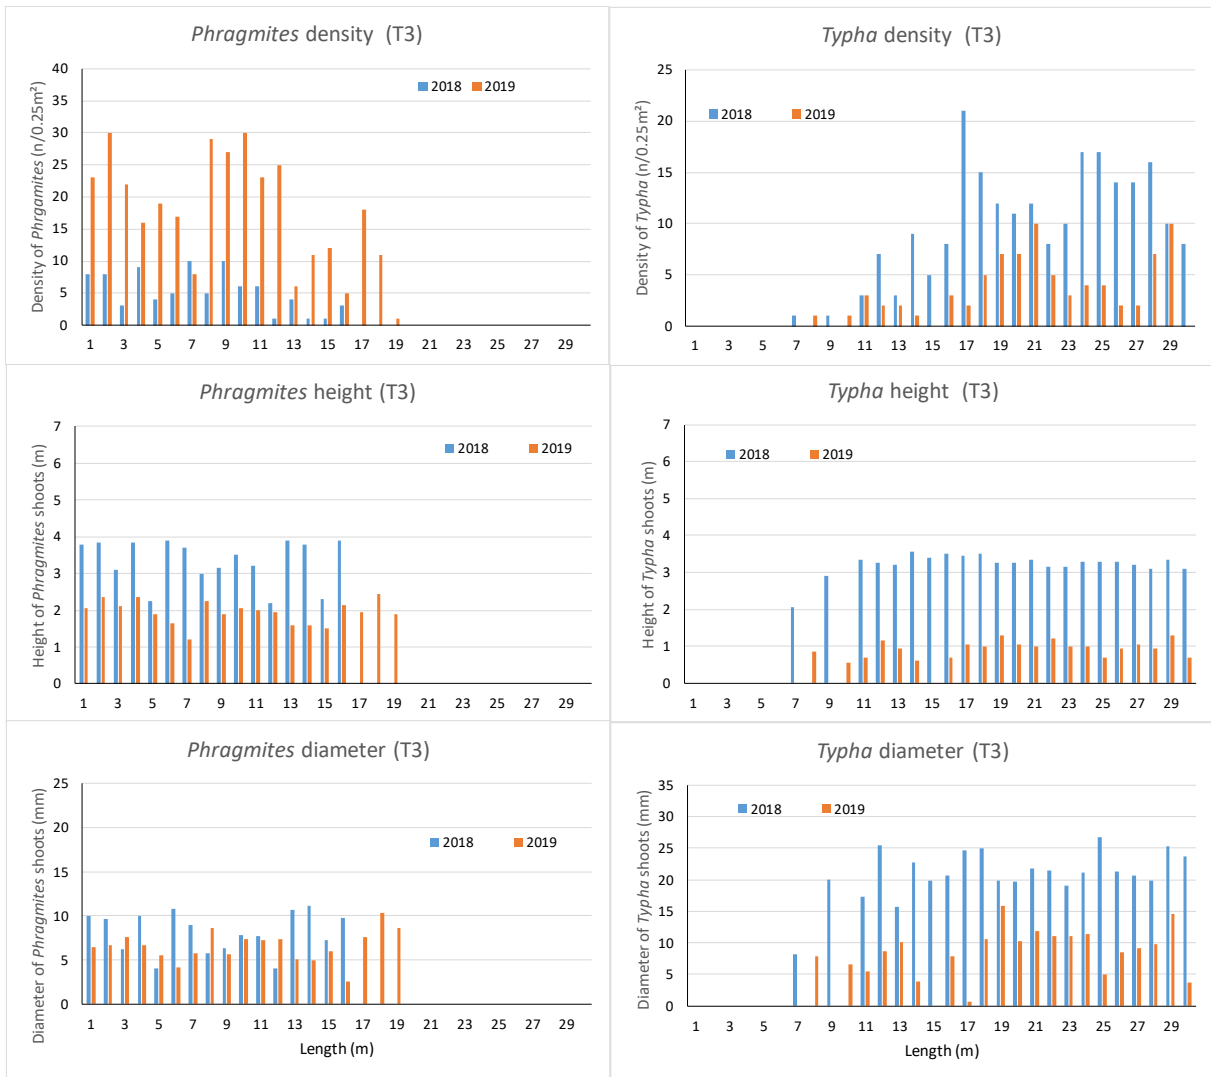 Phragmites density (T3)
Density of Phrgamites (n/0.25m²)
40
35
30
25
20
15
10
5
0
2018 2019
1 3 5 7 9 11 13 15 17 19 21 23 25 27 29
Typha density (T3)
Density of Typha (n/0.25m²)
25
20
15
10
5
0
2018 2019
1 3 5 7 9 11 13 15 17 19 21 23 25 27 29
Phragmites height (T3)
Height of Phragmites shoots (m)
7
6
5
4
3
2
1
0
2018 2019
1 3 5 7 9 11 13 15 17 19 21 23 25 27 29
Typha height (T3)
Height of Typha shoots (m)
7
6
5
4
3
2
1
0
2018 2019
1 3 5 7 9 11 13 15 17 19 21 23 25 27 29
Phragmites diameter (T3)
Diameter of Phragmites shoots (mm)
25
20
15
10
5
0
2018 2019
1 3 5 7 9 11 13 15 17 19 21 23 25 27 29
Length (m)
Typha diameter (T3)
Diameter of Typha shoots (mm)
35
30
25
20
15
10
5
0
2018 2019
1 3 5 7 9 11 13 15 17 19 21 23 25 27 29
Length (m)